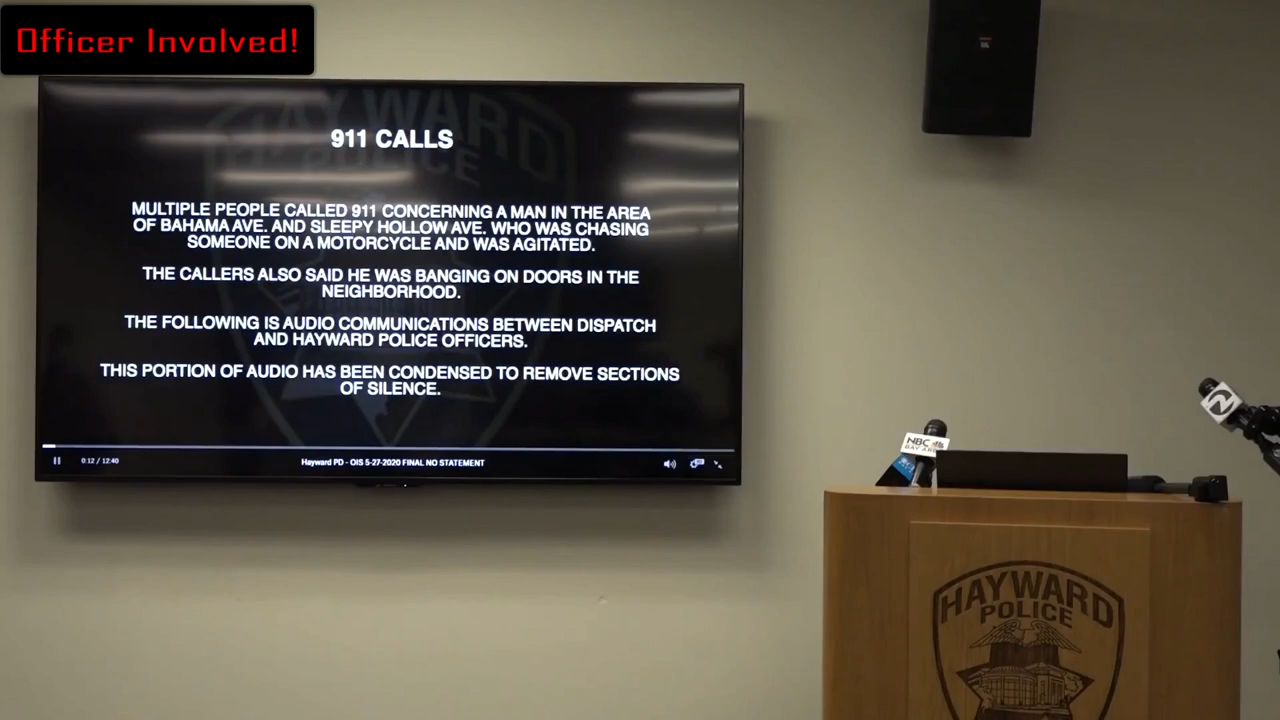 Officer Involved!
HAYWARD
POLICE
911 CALLS
MULTIPLE PEOPLE CALLED 911 CONCERNING A MAN IN THE AREA
OF BAHAMA AVE. AND SLEEPY HOLLOW AVE. WHO WAS CHASING
SOMEONE ON A MOTORCYCLE AND WAS AGITATED.
THE CALLERS ALSO SAID HE WAS BANGING ON DOORS IN THE
NEIGHBORHOOD.
THE FOLLOWING IS AUDIO COMMUNICATIONS BETWEEN DISPATCH
AND HAYWARD POLICE OFFICERS.
THIS PORTION OF AUDIO HAS BEEN CONDENSED TO REMOVE SECTIONS
OF SILENCE.
0:12 / 12:40
Hayward PD - OIS 5-27-2020 FINAL NO STATEMENT
NBC
BAY AREA
2
HAYWARD
POLICE